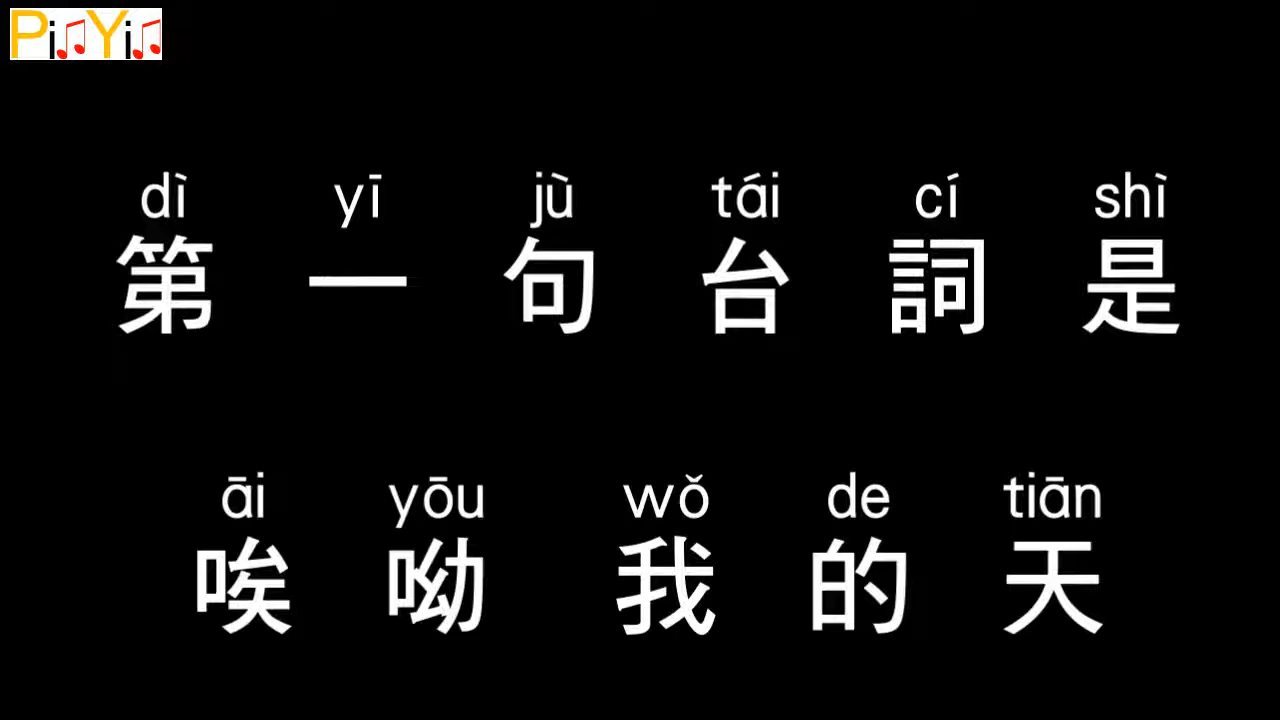 PinYin
dì yī jù tái cí shì
第一句台詞是
āi yōu wǒ de tiān
唉呦 我的天